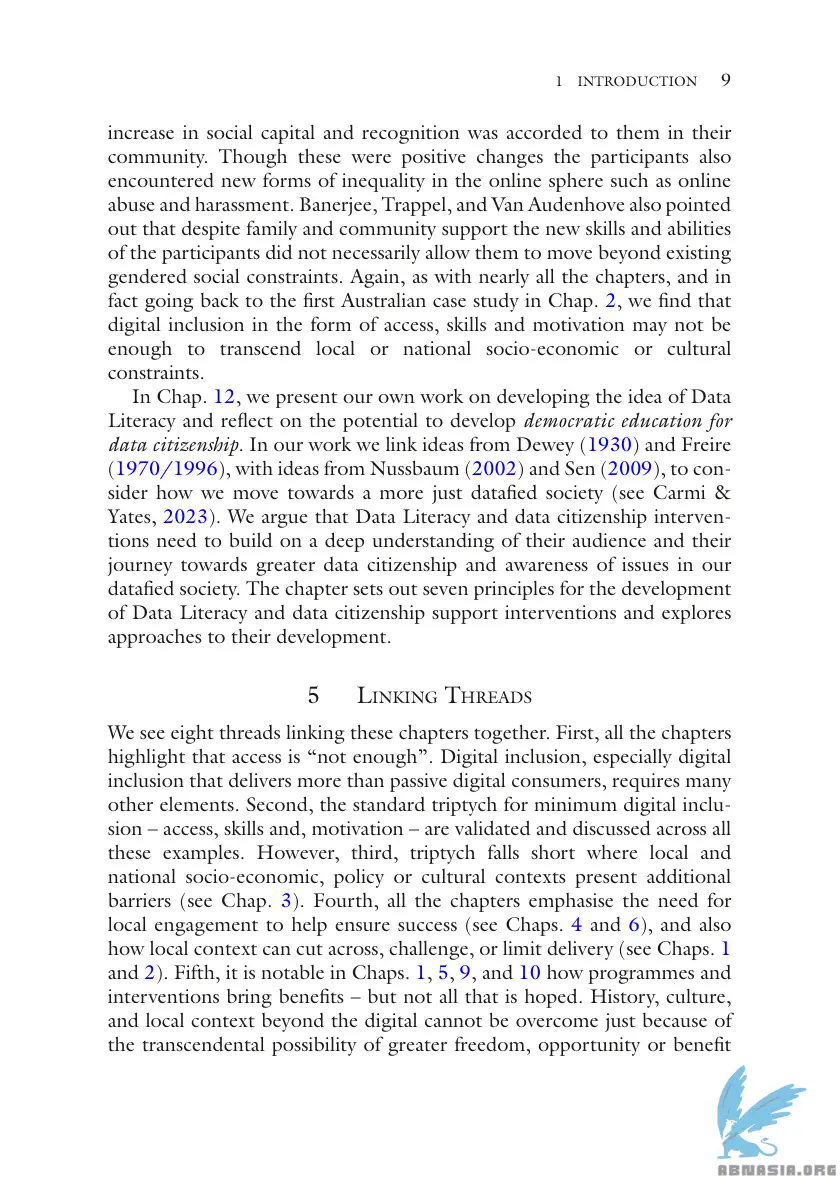 1 INTRODUCTION 9
increase in social capital and recognition was accorded to them in their
community. Though these were positive changes the participants also
encountered new forms of inequality in the online sphere such as online
abuse and harassment. Banerjee, Trappel, and Van Audenhove also pointed
out that despite family and community support the new skills and abilities
of the participants did not necessarily allow them to move beyond existing
gendered social constraints. Again, as with nearly all the chapters, and in
fact going back to the first Australian case study in Chap. 2, we find that
digital inclusion in the form of access, skills and motivation may not be
enough to transcend local or national socio-economic or cultural
constraints.
In Chap. 12, we present our own work on developing the idea of Data
Literacy and reflect on the potential to develop democratic education for
data citizenship. In our work we link ideas from Dewey (1930) and Freire
(1970/1996), with ideas from Nussbaum (2002) and Sen (2009), to con-
sider how we move towards a more just datafied society (see Carmi &
Yates, 2023). We argue that Data Literacy and data citizenship interven-
tions need to build on a deep understanding of their audience and their
journey towards greater data citizenship and awareness of issues in our
datafied society. The chapter sets out seven principles for the development
of Data Literacy and data citizenship support interventions and explores
approaches to their development.
5 LINKING THREADS
We see eight threads linking these chapters together. First, all the chapters
highlight that access is “not enough”. Digital inclusion, especially digital
inclusion that delivers more than passive digital consumers, requires many
other elements. Second, the standard triptych for minimum digital inclu-
sion – access, skills and, motivation – are validated and discussed across all
these examples. However, third, triptych falls short where local and
national socio-economic, policy or cultural contexts present additional
barriers (see Chap. 3). Fourth, all the chapters emphasise the need for
local engagement to help ensure success (see Chaps. 4 and 6), and also
how local context can cut across, challenge, or limit delivery (see Chaps. 1
and 2). Fifth, it is notable in Chaps. 1, 5, 9, and 10 how programmes and
interventions bring benefits – but not all that is hoped. History, culture,
and local context beyond the digital cannot be overcome just because of
the transcendental possibility of greater freedom, opportunity or benefit
ABNASIA.ORG